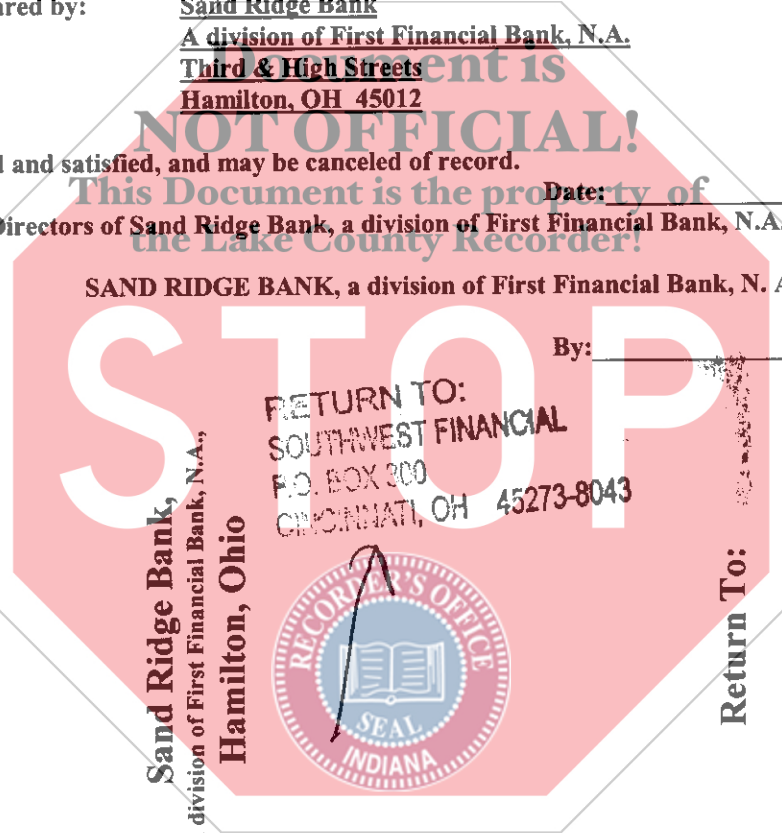 ared by: Sand Ridge Bank
A division of First Financial Bank, N.A.
Third & High Streets
Hamilton, OH 45012
Document is
NOT OFFICIAL!
This Document is the property of
the Lake County Recorder!
d and satisfied, and may be canceled of record.
Date:
Directors of Sand Ridge Bank, a division of First Financial Bank, N.A.
SAND RIDGE BANK, a division of First Financial Bank, N. A
By:
STOP
RETURN TO:
SOUTHWEST FINANCIAL
P.O. BOX 300
CINCINNATI, OH 45273-8043
Sand Ridge Bank,
division of First Financial Bank, N.A.,
Hamilton, Ohio
Return To:
RECORDER'S OFFICE
SEAL
INDIANA